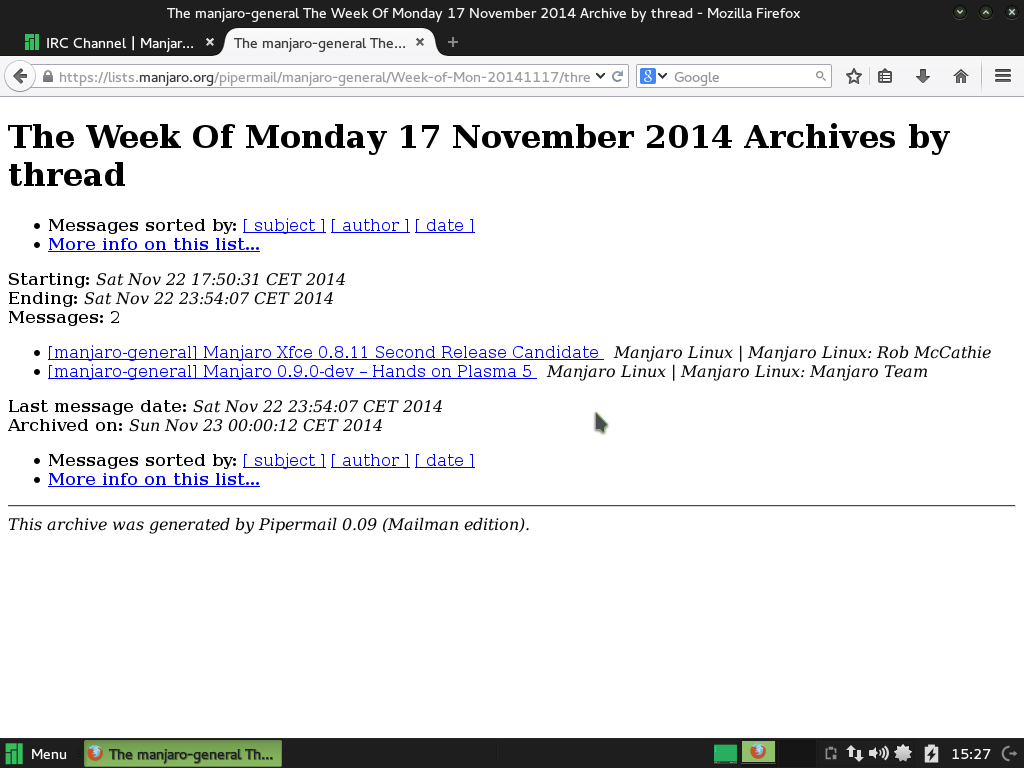 The manjaro-general The Week Of Monday 17 November 2014 Archive by thread - Mozilla Firefox
IRC Channel | Manjar...
The manjaro-general The...
https://lists.manjaro.org/pipermail/manjaro-general/Week-of-Mon-20141117/thre
Google
The Week Of Monday 17 November 2014 Archives by
thread
• Messages sorted by: [ subject ] [ author ] [ date ]
• More info on this list...
Starting: Sat Nov 22 17:50:31 CET 2014
Ending: Sat Nov 22 23:54:07 CET 2014
Messages: 2
• [manjaro-general] Manjaro Xfce 0.8.11 Second Release Candidate Manjaro Linux | Manjaro Linux: Rob McCathie
• [manjaro-general] Manjaro 0.9.0-dev – Hands on Plasma 5 Manjaro Linux | Manjaro Linux: Manjaro Team
Last message date: Sat Nov 22 23:54:07 CET 2014
Archived on: Sun Nov 23 00:00:12 CET 2014
• Messages sorted by: [ subject ] [ author ] [ date ]
• More info on this list...
This archive was generated by Pipermail 0.09 (Mailman edition).
Menu
The manjaro-general Th...
15:27